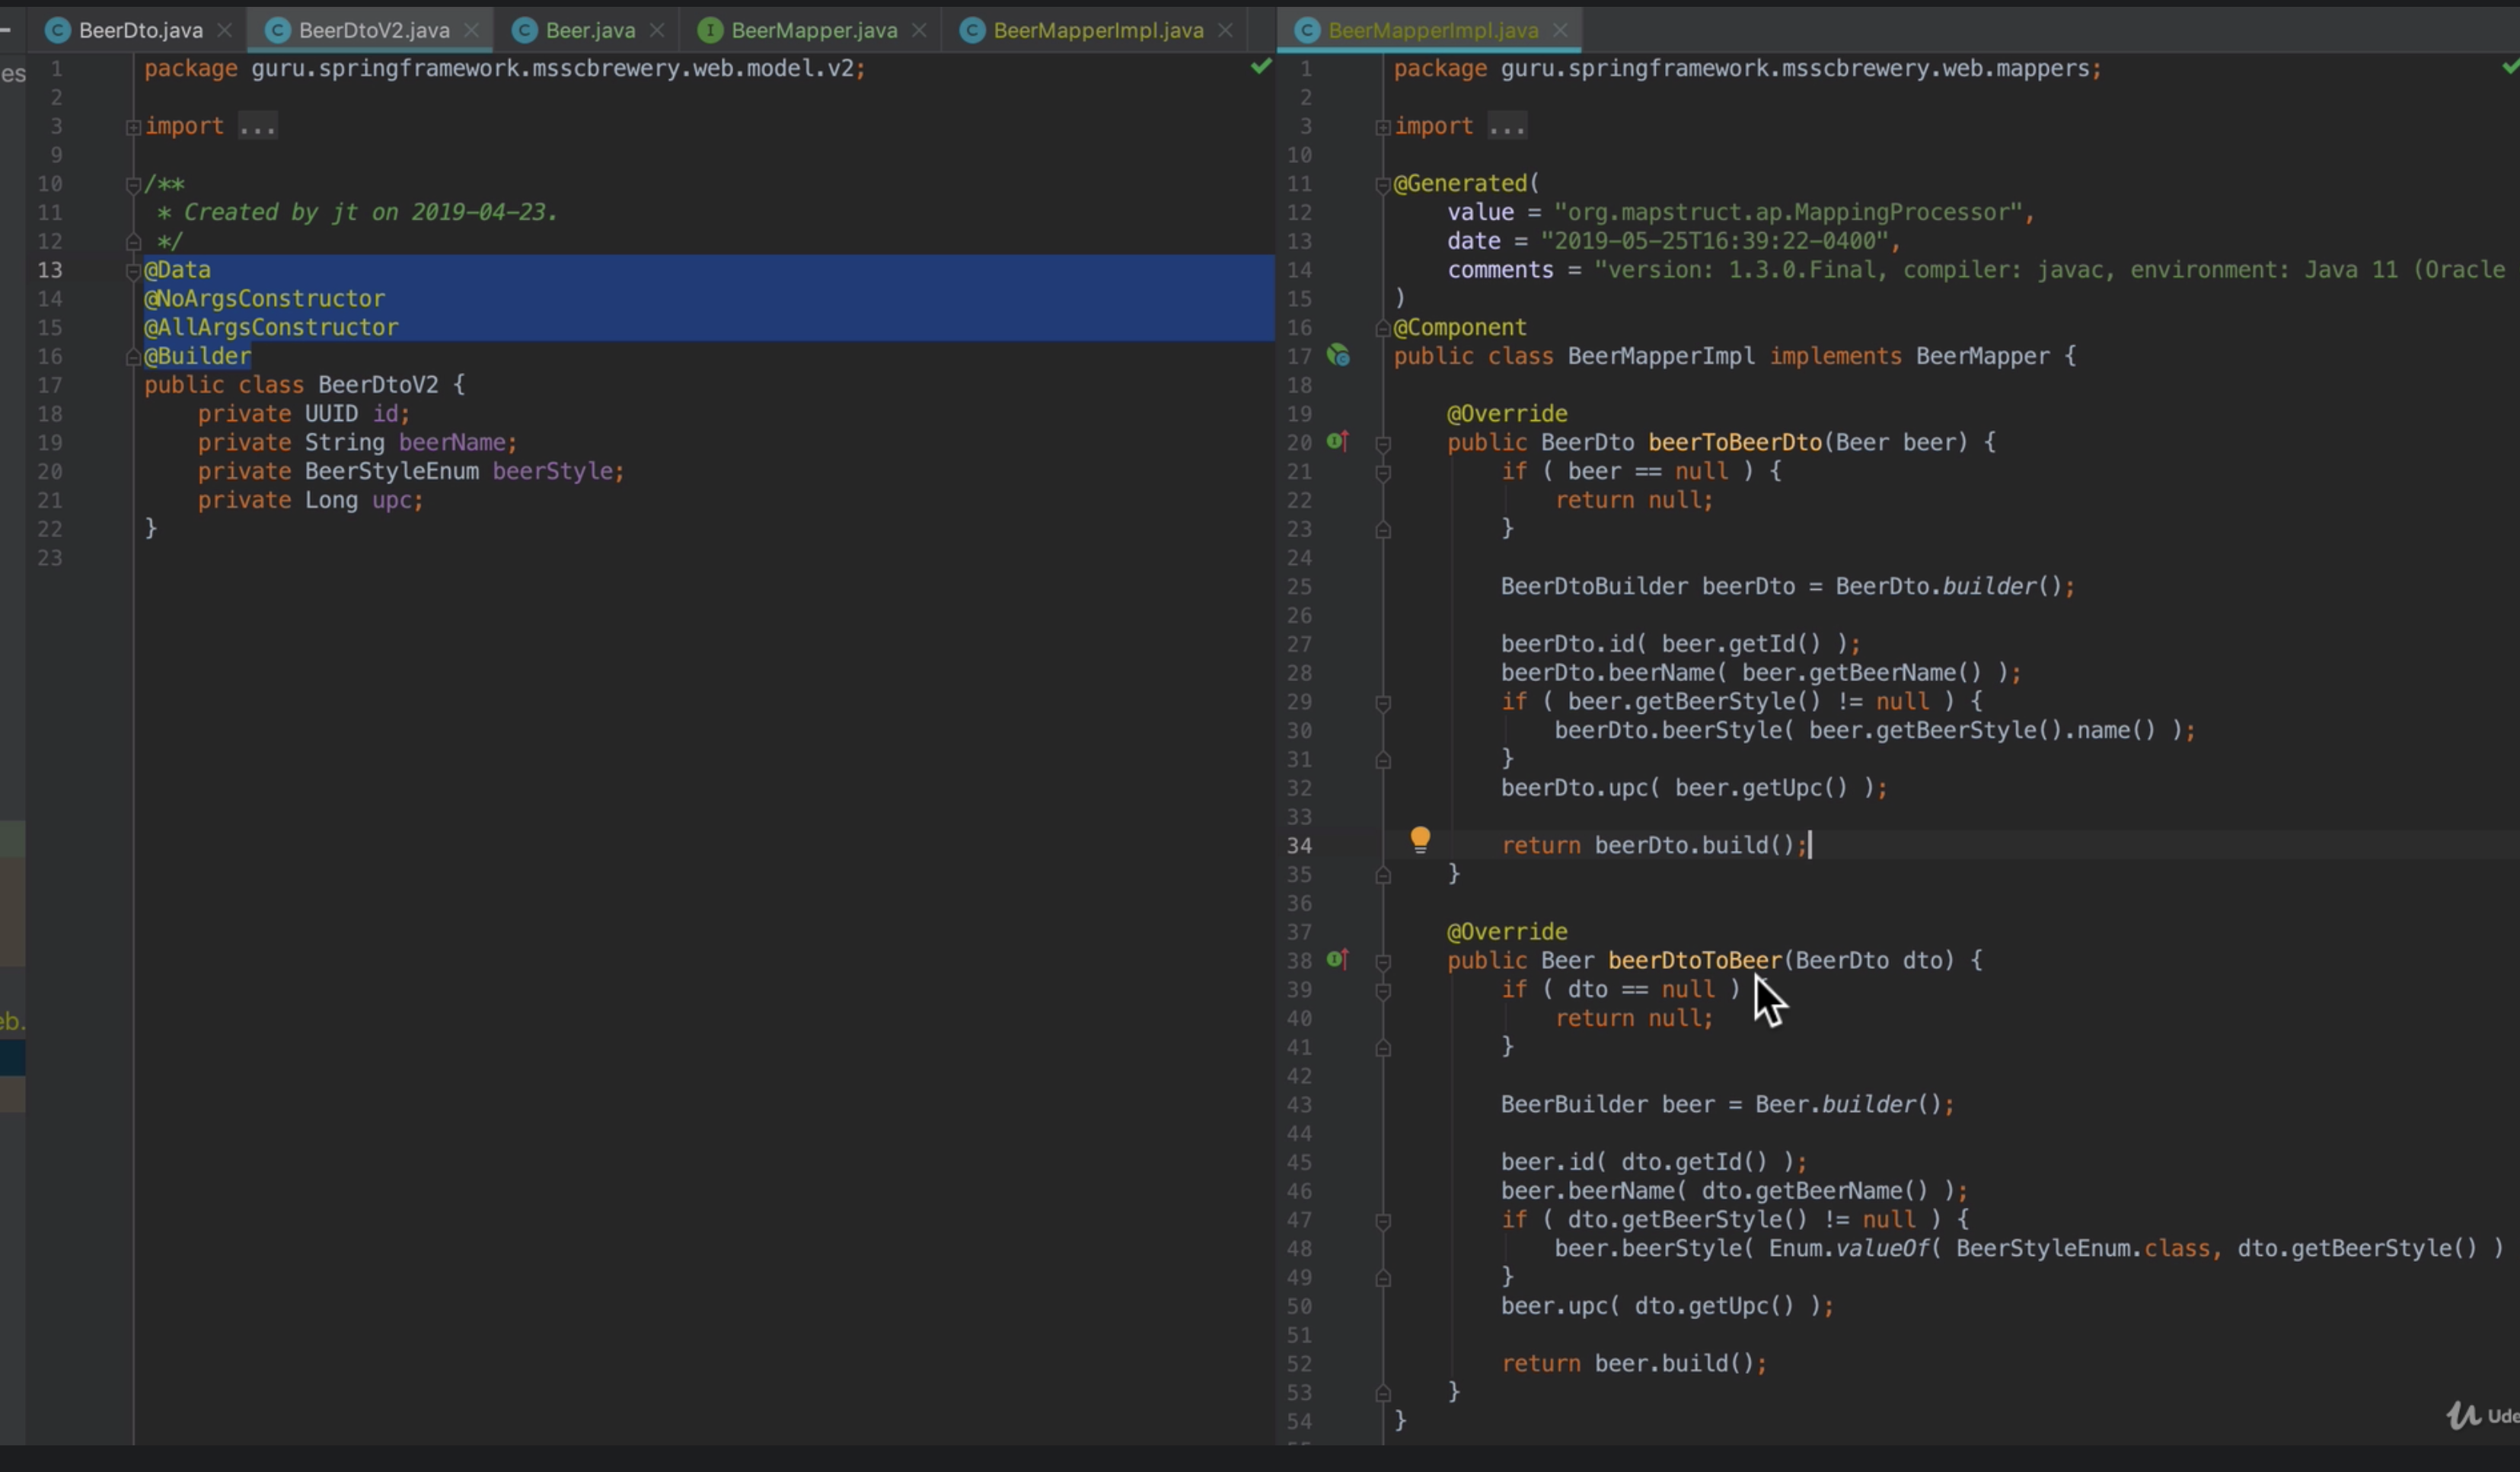 BeerDto.java BeerDtoV2.java Beer.java BeerMapper.java BeerMapperImpl.java
1 package guru.springframework.msscbrewery.web.model.v2;
2
3 import ...
9
10 /**
11 * Created by jt on 2019-04-23.
12 */
13 @Data
14 @NoArgsConstructor
15 @AllArgsConstructor
16 @Builder
17 public class BeerDtoV2 {
18 private UUID id;
19 private String beerName;
20 private BeerStyleEnum beerStyle;
21 private Long upc;
22 }
23
BeerMapperImpl.java
1 package guru.springframework.msscbrewery.web.mappers;
2
3 import ...
10
11 @Generated(
12 value = "org.mapstruct.ap.MappingProcessor",
13 date = "2019-05-25T16:39:22-0400",
14 comments = "version: 1.3.0.Final, compiler: javac, environment: Java 11 (Oracle
15 )
16 @Component
17 public class BeerMapperImpl implements BeerMapper {
18
19 @Override
20 public BeerDto beerToBeerDto(Beer beer) {
21 if ( beer == null ) {
22 return null;
23 }
24
25 BeerDtoBuilder beerDto = BeerDto.builder();
26
27 beerDto.id( beer.getId() );
28 beerDto.beerName( beer.getBeerName() );
29 if ( beer.getBeerStyle() != null ) {
30 beerDto.beerStyle( beer.getBeerStyle().name() );
31 }
32 beerDto.upc( beer.getUpc() );
33
34 return beerDto.build();
35 }
36
37 @Override
38 public Beer beerDtoToBeer(BeerDto dto) {
39 if ( dto == null )
40 return null;
41 }
42
43 BeerBuilder beer = Beer.builder();
44
45 beer.id( dto.getId() );
46 beer.beerName( dto.getBeerName() );
47 if ( dto.getBeerStyle() != null ) {
48 beer.beerStyle( Enum.valueOf( BeerStyleEnum.class, dto.getBeerStyle() )
49 }
50 beer.upc( dto.getUpc() );
51
52 return beer.build();
53 }
54 }